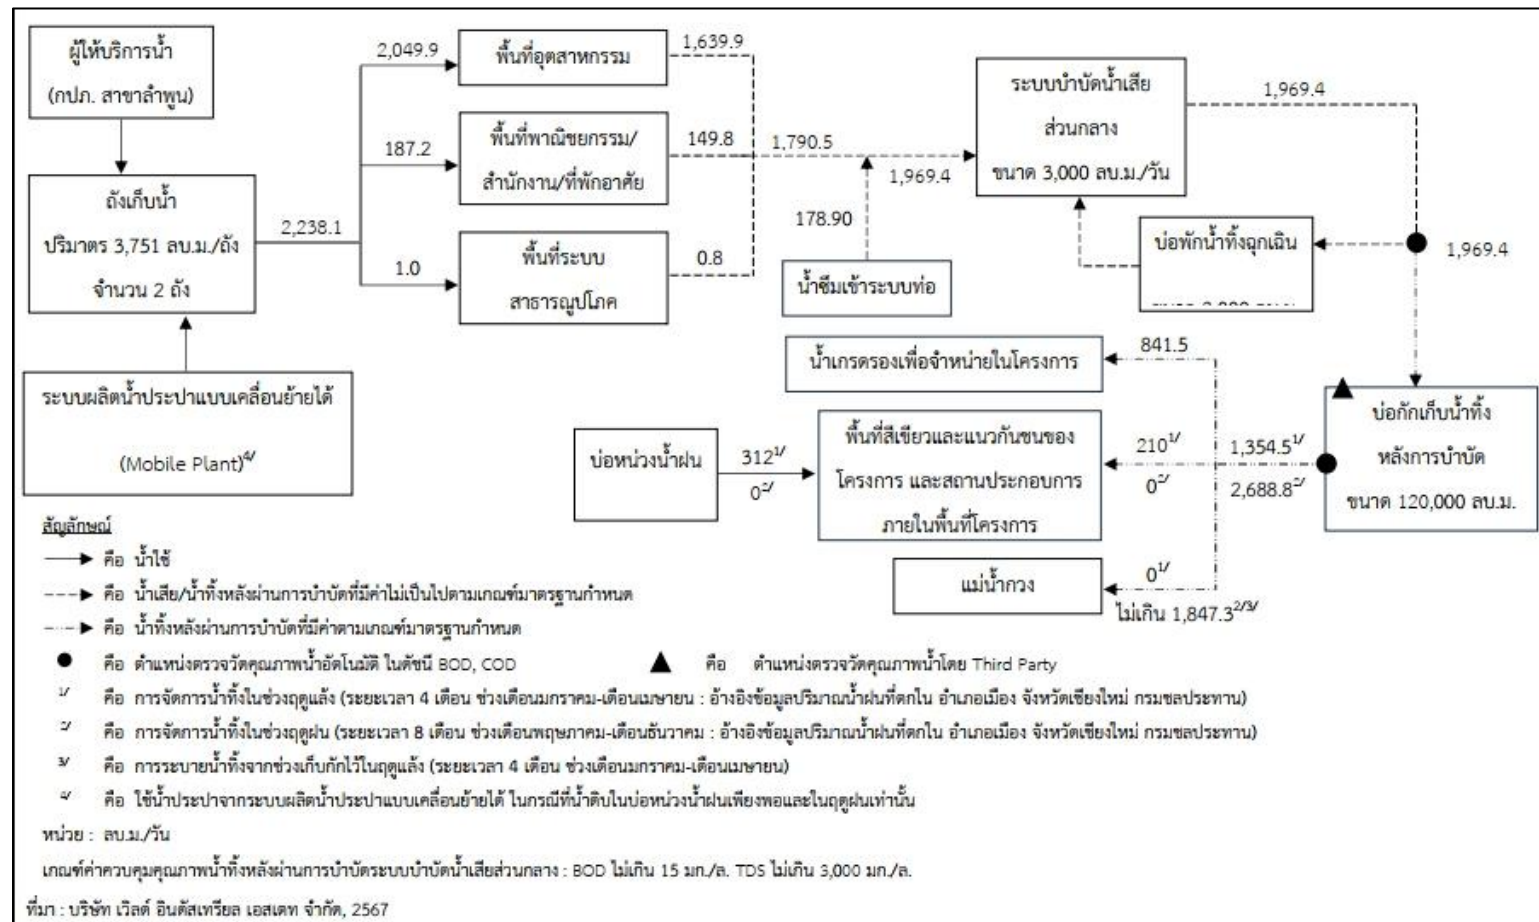 ผู้ให้บริการน้ำ
(กปภ. สาขาลำพูน)
ถังเก็บน้ำ
ปริมาตร 3,751 ลบ.ม./ถัง
จำนวน 2 ถัง
ระบบผลิตน้ำประปาแบบเคลื่อนย้ายได้
(Mobile Plant)4/
2,238.1
2,049.9
187.2
1.0
พื้นที่อุตสาหกรรม
พื้นที่พาณิชยกรรม/
สำนักงาน/ที่พักอาศัย
พื้นที่ระบบ
สาธารณูปโภค
1,639.9
149.8
0.8
1,790.5
1,969.4
178.90
น้ำซึมเข้าระบบท่อ
ระบบบำบัดน้ำเสีย
ส่วนกลาง
ขนาด 3,000 ลบ.ม./วัน
1,969.4
บ่อพักน้ำทิ้งฉุกเฉิน
1,969.4
บ่อกักเก็บน้ำทิ้ง
หลังการบำบัด
ขนาด 120,000 ลบ.ม.
1,354.5 1/
2,688.8 2/
น้ำเกรดรองเพื่อจำหน่ายในโครงการ
841.5
บ่อหน่วงน้ำฝน
312 1/
0 2/
พื้นที่สีเขียวและแนวกันชนของ
โครงการ และสถานประกอบการ
ภายในพื้นที่โครงการ
210 1/
0 2/
แม่น้ำกวง
0 1/
ไม่เกิน 1,847.3 2/3/
สัญลักษณ์
คือ น้ำใช้
คือ น้ำเสีย/น้ำทิ้งหลังผ่านการบำบัดที่มีค่าไม่เป็นไปตามเกณฑ์มาตรฐานกำหนด
คือ น้ำทิ้งหลังผ่านการบำบัดที่มีค่าตามเกณฑ์มาตรฐานกำหนด
คือ ตำแหน่งตรวจวัดคุณภาพน้ำอัตโนมัติ ในดัชนี BOD, COD
คือ ตำแหน่งตรวจวัดคุณภาพน้ำโดย Third Party
1/ คือ การจัดการน้ำทิ้งในช่วงฤดูแล้ง (ระยะเวลา 4 เดือน ช่วงเดือนมกราคม-เดือนเมษายน : อ้างอิงข้อมูลปริมาณน้ำฝนที่ตกใน อำเภอเมือง จังหวัดเชียงใหม่ กรมชลประทาน)
2/ คือ การจัดการน้ำทิ้งในช่วงฤดูฝน (ระยะเวลา 8 เดือน ช่วงเดือนพฤษภาคม-เดือนธันวาคม : อ้างอิงข้อมูลปริมาณน้ำฝนที่ตกใน อำเภอเมือง จังหวัดเชียงใหม่ กรมชลประทาน)
3/ คือ การระบายน้ำทิ้งจากช่วงเก็บกักไว้ในฤดูแล้ง (ระยะเวลา 4 เดือน ช่วงเดือนมกราคม-เดือนเมษายน)
4/ คือ ใช้น้ำประปาจากระบบผลิตน้ำประปาแบบเคลื่อนย้ายได้ ในกรณีที่น้ำดิบในบ่อหน่วงน้ำฝนเพียงพอและในฤดูฝนเท่านั้น
หน่วย : ลบ.ม./วัน
เกณฑ์ค่าควบคุมคุณภาพน้ำทิ้งหลังผ่านการบำบัดระบบบำบัดน้ำเสียส่วนกลาง : BOD ไม่เกิน 15 มก./ล. TDS ไม่เกิน 3,000 มก./ล.
ที่มา : บริษัท เวิลด์ อินดัสเทรียล เอสเตท จำกัด, 2567